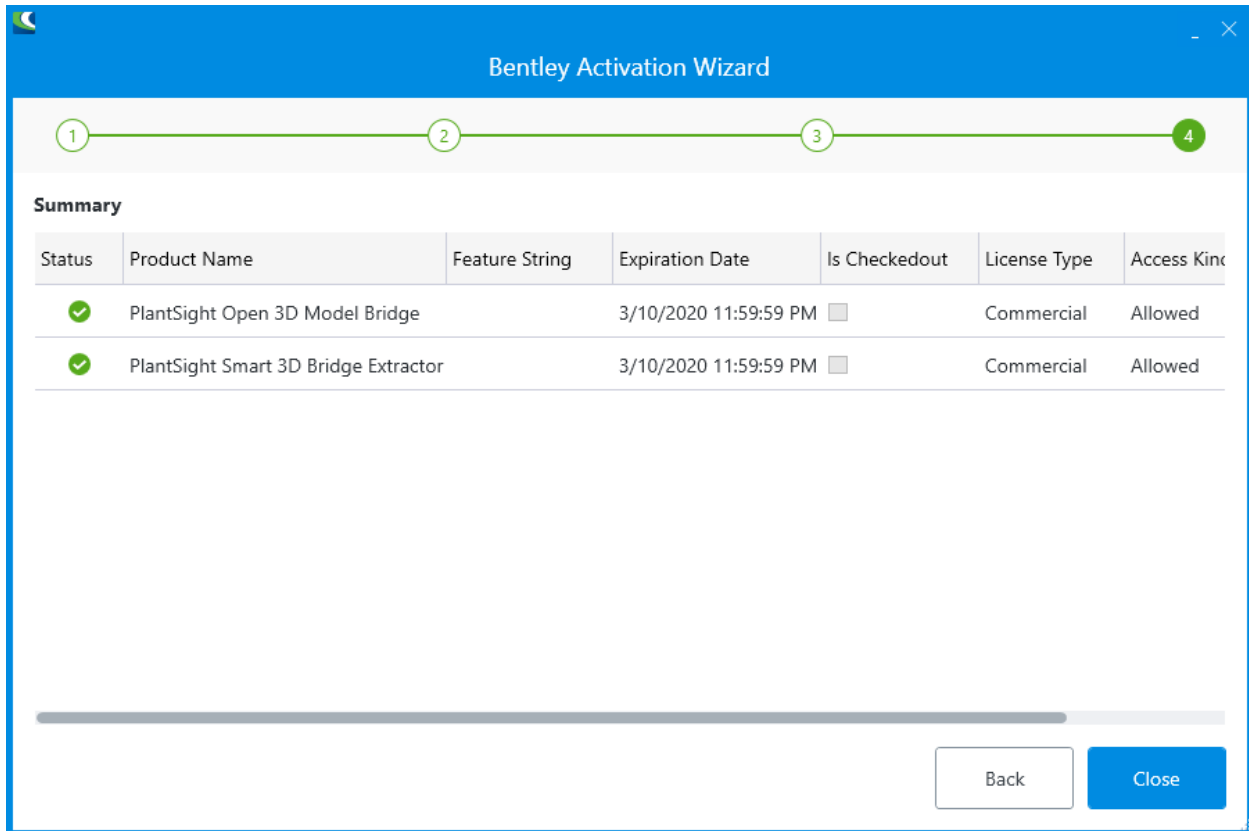 Bentley Activation Wizard
1 2 3 4
Summary
Status Product Name Feature String Expiration Date Is Checkedout License Type Access Kind
PlantSight Open 3D Model Bridge 3/10/2020 11:59:59 PM Commercial Allowed
PlantSight Smart 3D Bridge Extractor 3/10/2020 11:59:59 PM Commercial Allowed
Back Close